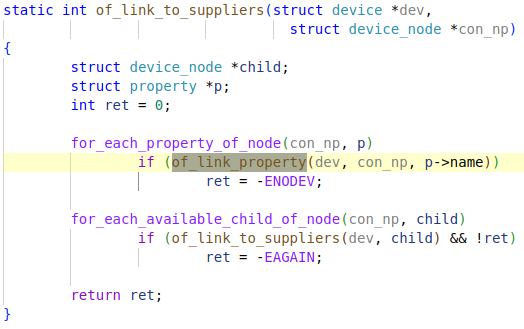 static int of_link_to_suppliers(struct device *dev,
                                  struct device_node *con_np)
{
        struct device_node *child;
        struct property *p;
        int ret = 0;

        for_each_property_of_node(con_np, p)
                if (of_link_property(dev, con_np, p->name))
                        ret = -ENODEV;

        for_each_available_child_of_node(con_np, child)
                if (of_link_to_suppliers(dev, child) && !ret)
                        ret = -EAGAIN;

        return ret;
}